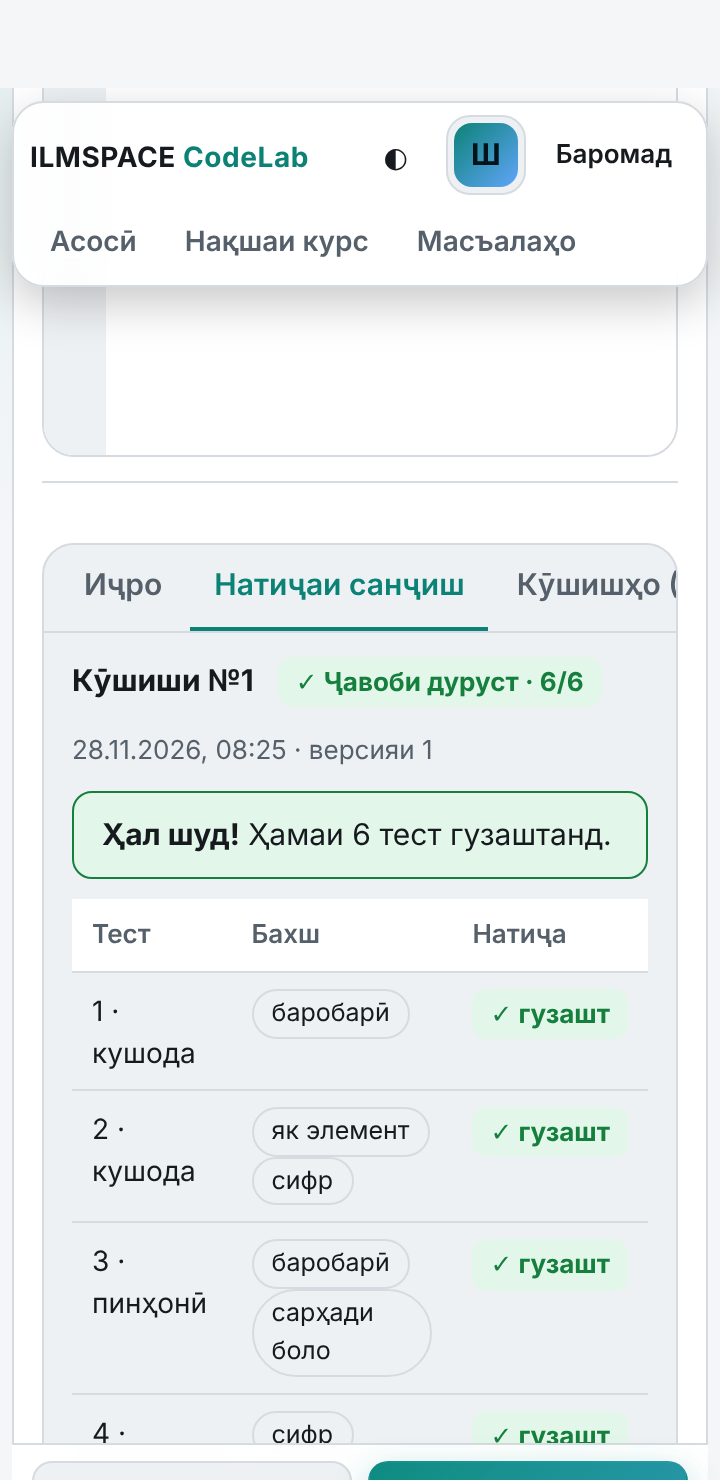 ILMSPACE CodeLab ◐ Ш Баромад
Асосӣ Нақшаи курс Масъалаҳо
Иҷро Натиҷаи санҷиш Кӯшишҳо (
Кӯшиши №1 ✓ Ҷавоби дуруст · 6/6
28.11.2026, 08:25 · версияи 1
Ҳал шуд! Ҳамаи 6 тест гузаштанд.
Тест Бахш Натиҷа
1 · кушода баробарӣ ✓ гузашт
2 · кушода як элемент сифр ✓ гузашт
3 · пинҳонӣ баробарӣ сарҳади боло ✓ гузашт
4 · сифр ✓ гузашт